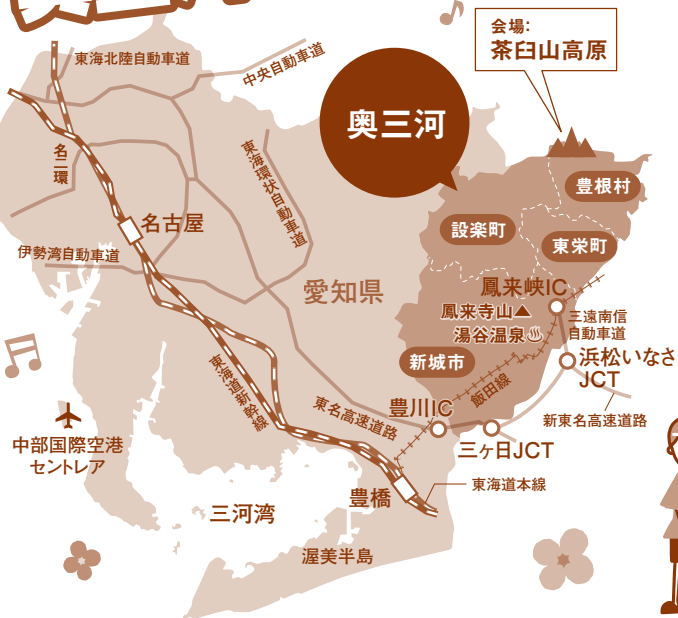 会場:
茶臼山高原
東海北陸自動車道
中央自動車道
奥三河
名二環
東海環状自動車道
豊根村
名古屋
設楽町
東栄町
伊勢湾自動車道
愛知県
鳳来峡IC
鳳来寺山
湯谷温泉
三遠南信
自動車道
新城市
浜松いなさ
JCT
東海道新幹線
飯田線
東名高速道路
豊川IC
新東名高速道路
中部国際空港
セントレア
三ヶ日JCT
豊橋
東海道本線
三河湾
渥美半島